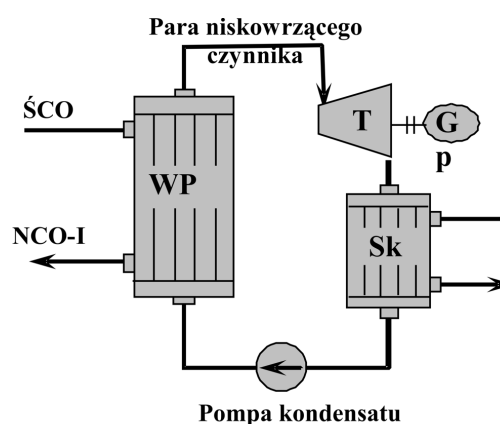 Para niskowrzącego
czynnika
ŚCO
T
G
p
WP
NCO-I
Sk
Pompa kondensatu